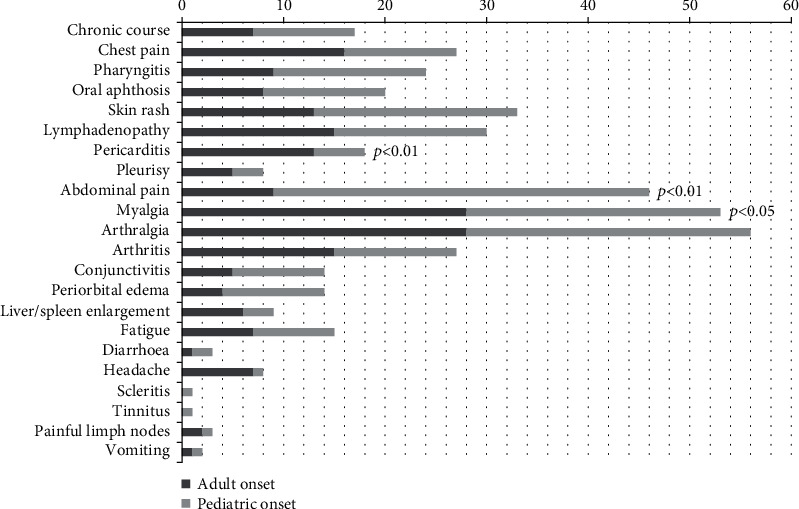 0 10 20 30 40 50 60
Chronic course
Chest pain
Pharyngitis
Oral aphthosis
Skin rash
Lymphadenopathy
Pericarditis p<0.01
Pleurisy
Abdominal pain p<0.01
Myalgia p<0.05
Arthralgia
Arthritis
Conjunctivitis
Periorbital edema
Liver/spleen enlargement
Fatigue
Diarrhoea
Headache
Scleritis
Tinnitus
Painful limph nodes
Vomiting
Adult onset
Pediatric onset